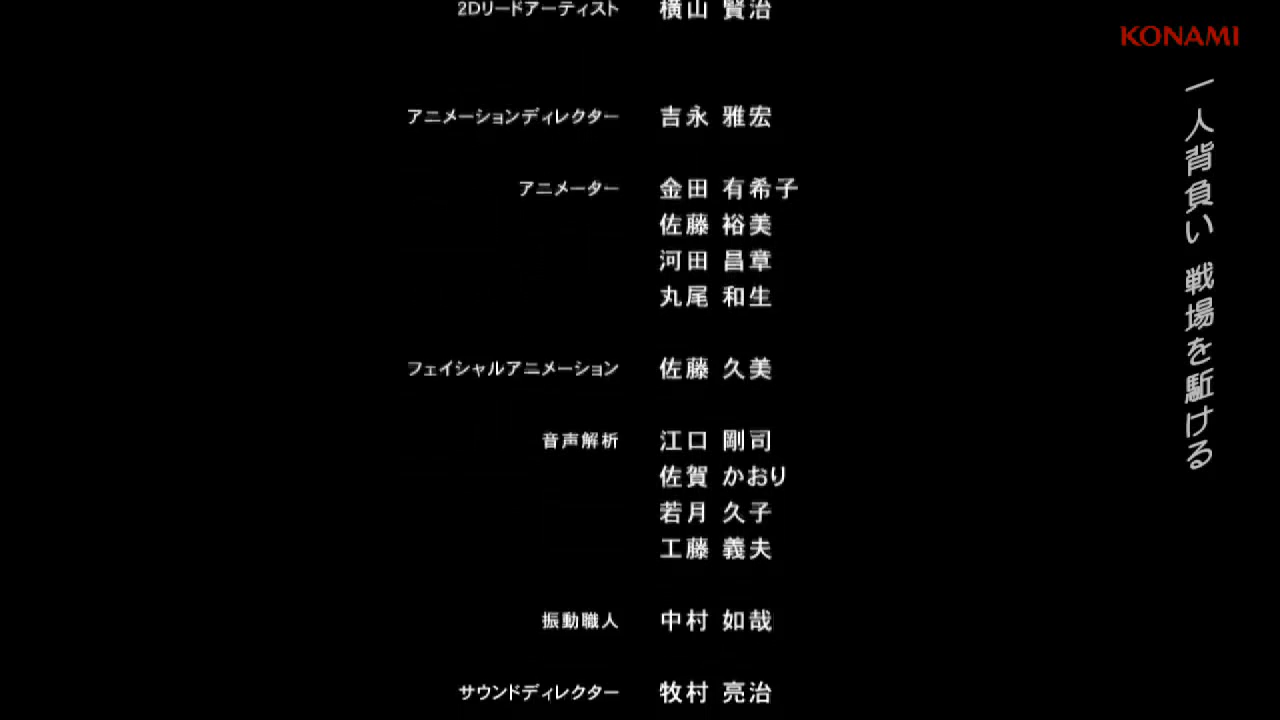 2Dリードアーティスト 横山 賢治
KONAMI
アニメーションディレクター 吉永 雅宏
アニメーター 金田 有希子
佐藤 裕美
河田 昌章
丸尾 和生
フェイシャルアニメーション 佐藤 久美
音声解析 江口 剛司
佐賀 かおり
若月 久子
工藤 義夫
振動職人 中村 如哉
サウンドディレクター 牧村 亮治
一人背負い 戦場を駈ける